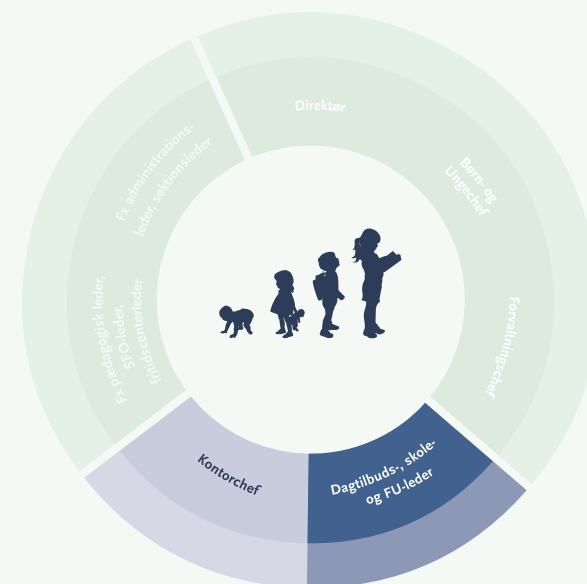 Direktør
Børn- og
Ungechef
Forvaltningschef
Dagtilbuds-, skole-
og FU-leder
Kontorchef
Fx pædagogisk leder,
SFO-leder,
fritidscenterleder
Fx administrations-
leder, sektionsleder